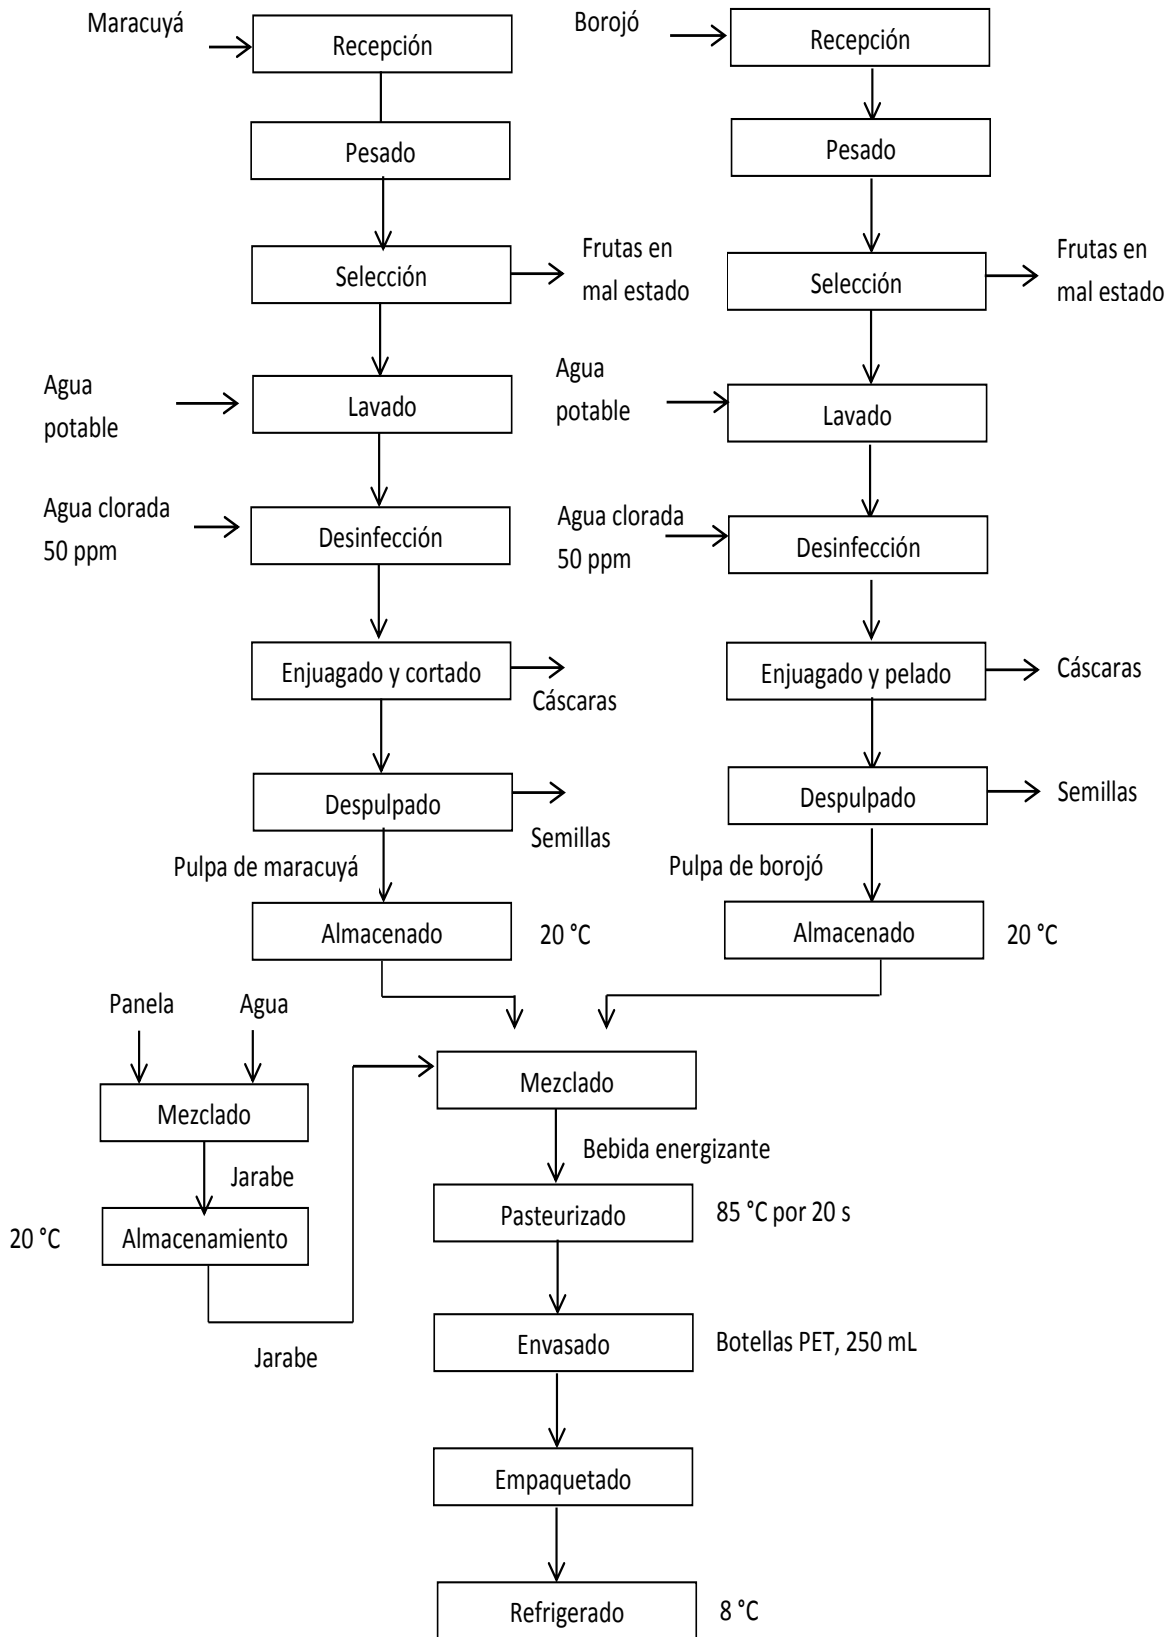 Maracuyá
Recepción
Borojó
Recepción
Pesado
Pesado
Selección
Frutas en
mal estado
Selección
Frutas en
mal estado
Agua
potable
Lavado
Agua
potable
Lavado
Agua clorada
50 ppm
Desinfección
Agua clorada
50 ppm
Desinfección
Enjuagado y cortado
Cáscaras
Enjuagado y pelado
Cáscaras
Despulpado
Semillas
Despulpado
Semillas
Pulpa de maracuyá
Pulpa de borojó
Almacenado
20 °C
Almacenado
20 °C
Panela
Agua
Mezclado
Mezclado
Jarabe
Bebida energizante
20 °C
Almacenamiento
Pasteurizado
85 °C por 20 s
Jarabe
Envasado
Botellas PET, 250 mL
Empaquetado
Refrigerado
8 °C